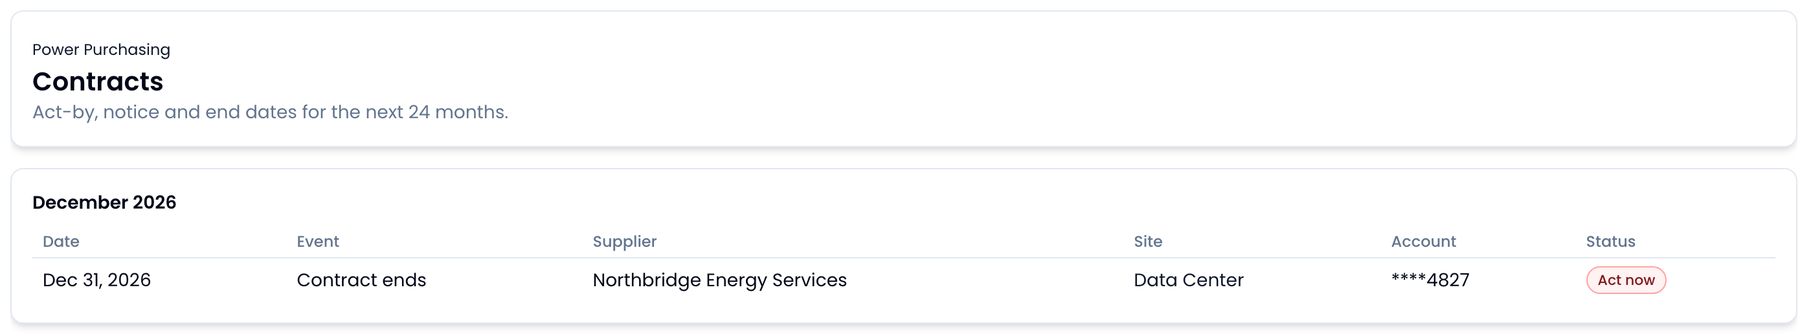 Power Purchasing
Contracts
Act-by, notice and end dates for the next 24 months.
December 2026
Date Event Supplier Site Account Status
Dec 31, 2026 Contract ends Northbridge Energy Services Data Center ****4827 Act now